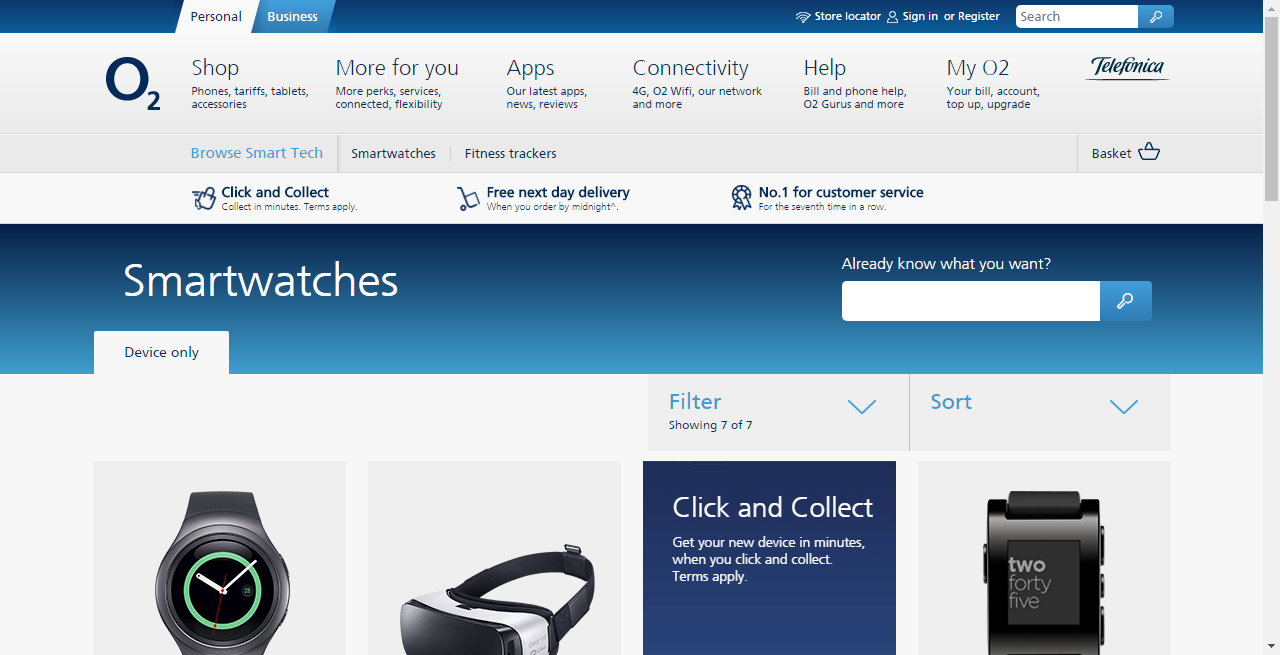 Personal
Business
Store locator
Sign in or Register
Search
O2
Shop
Phones, tariffs, tablets,
accessories
More for you
More perks, services,
connected, flexibility
Apps
Our latest apps,
news, reviews
Connectivity
4G, O2 Wifi, our network
and more
Help
Bill and phone help,
O2 Gurus and more
My O2
Your bill, account,
top up, upgrade
Telefónica
Browse Smart Tech
Smartwatches
Fitness trackers
Basket
Click and Collect
Collect in minutes. Terms apply.
Free next day delivery
When you order by midnight^.
No.1 for customer service
For the seventh time in a row.
Smartwatches
Already know what you want?
Device only
Filter
Showing 7 of 7
Sort
28
Gear VR
Click and Collect
Get your new device in minutes,
when you click and collect.
Terms apply.
two
forty
five